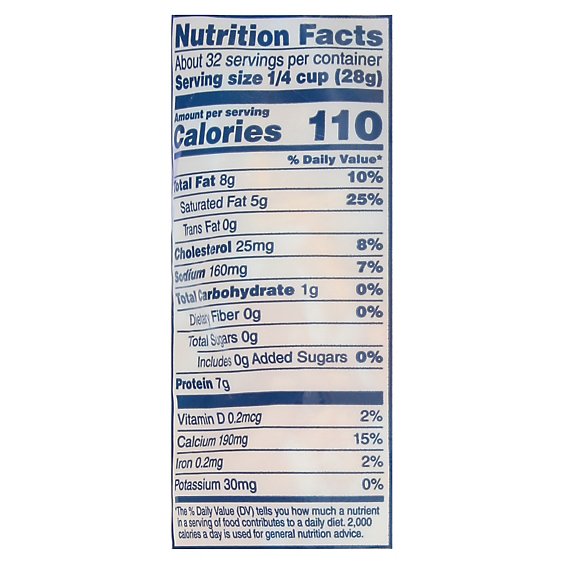 Nutrition Facts
About 32 servings per container
Serving size 1/4 cup (28g)
Amount per serving
Calories 110
% Daily Value*
Total Fat 8g 10%
Saturated Fat 5g 25%
Trans Fat 0g
Cholesterol 25mg 8%
Sodium 160mg 7%
Total Carbohydrate 1g 0%
Dietary Fiber 0g 0%
Total Sugars 0g
Includes 0g Added Sugars 0%
Protein 7g
Vitamin D 0.2mcg 2%
Calcium 190mg 15%
Iron 0.2mg 2%
Potassium 30mg 0%
*The % Daily Value (DV) tells you how much a nutrient
in a serving of food contributes to a daily diet. 2,000
calories a day is used for general nutrition advice.